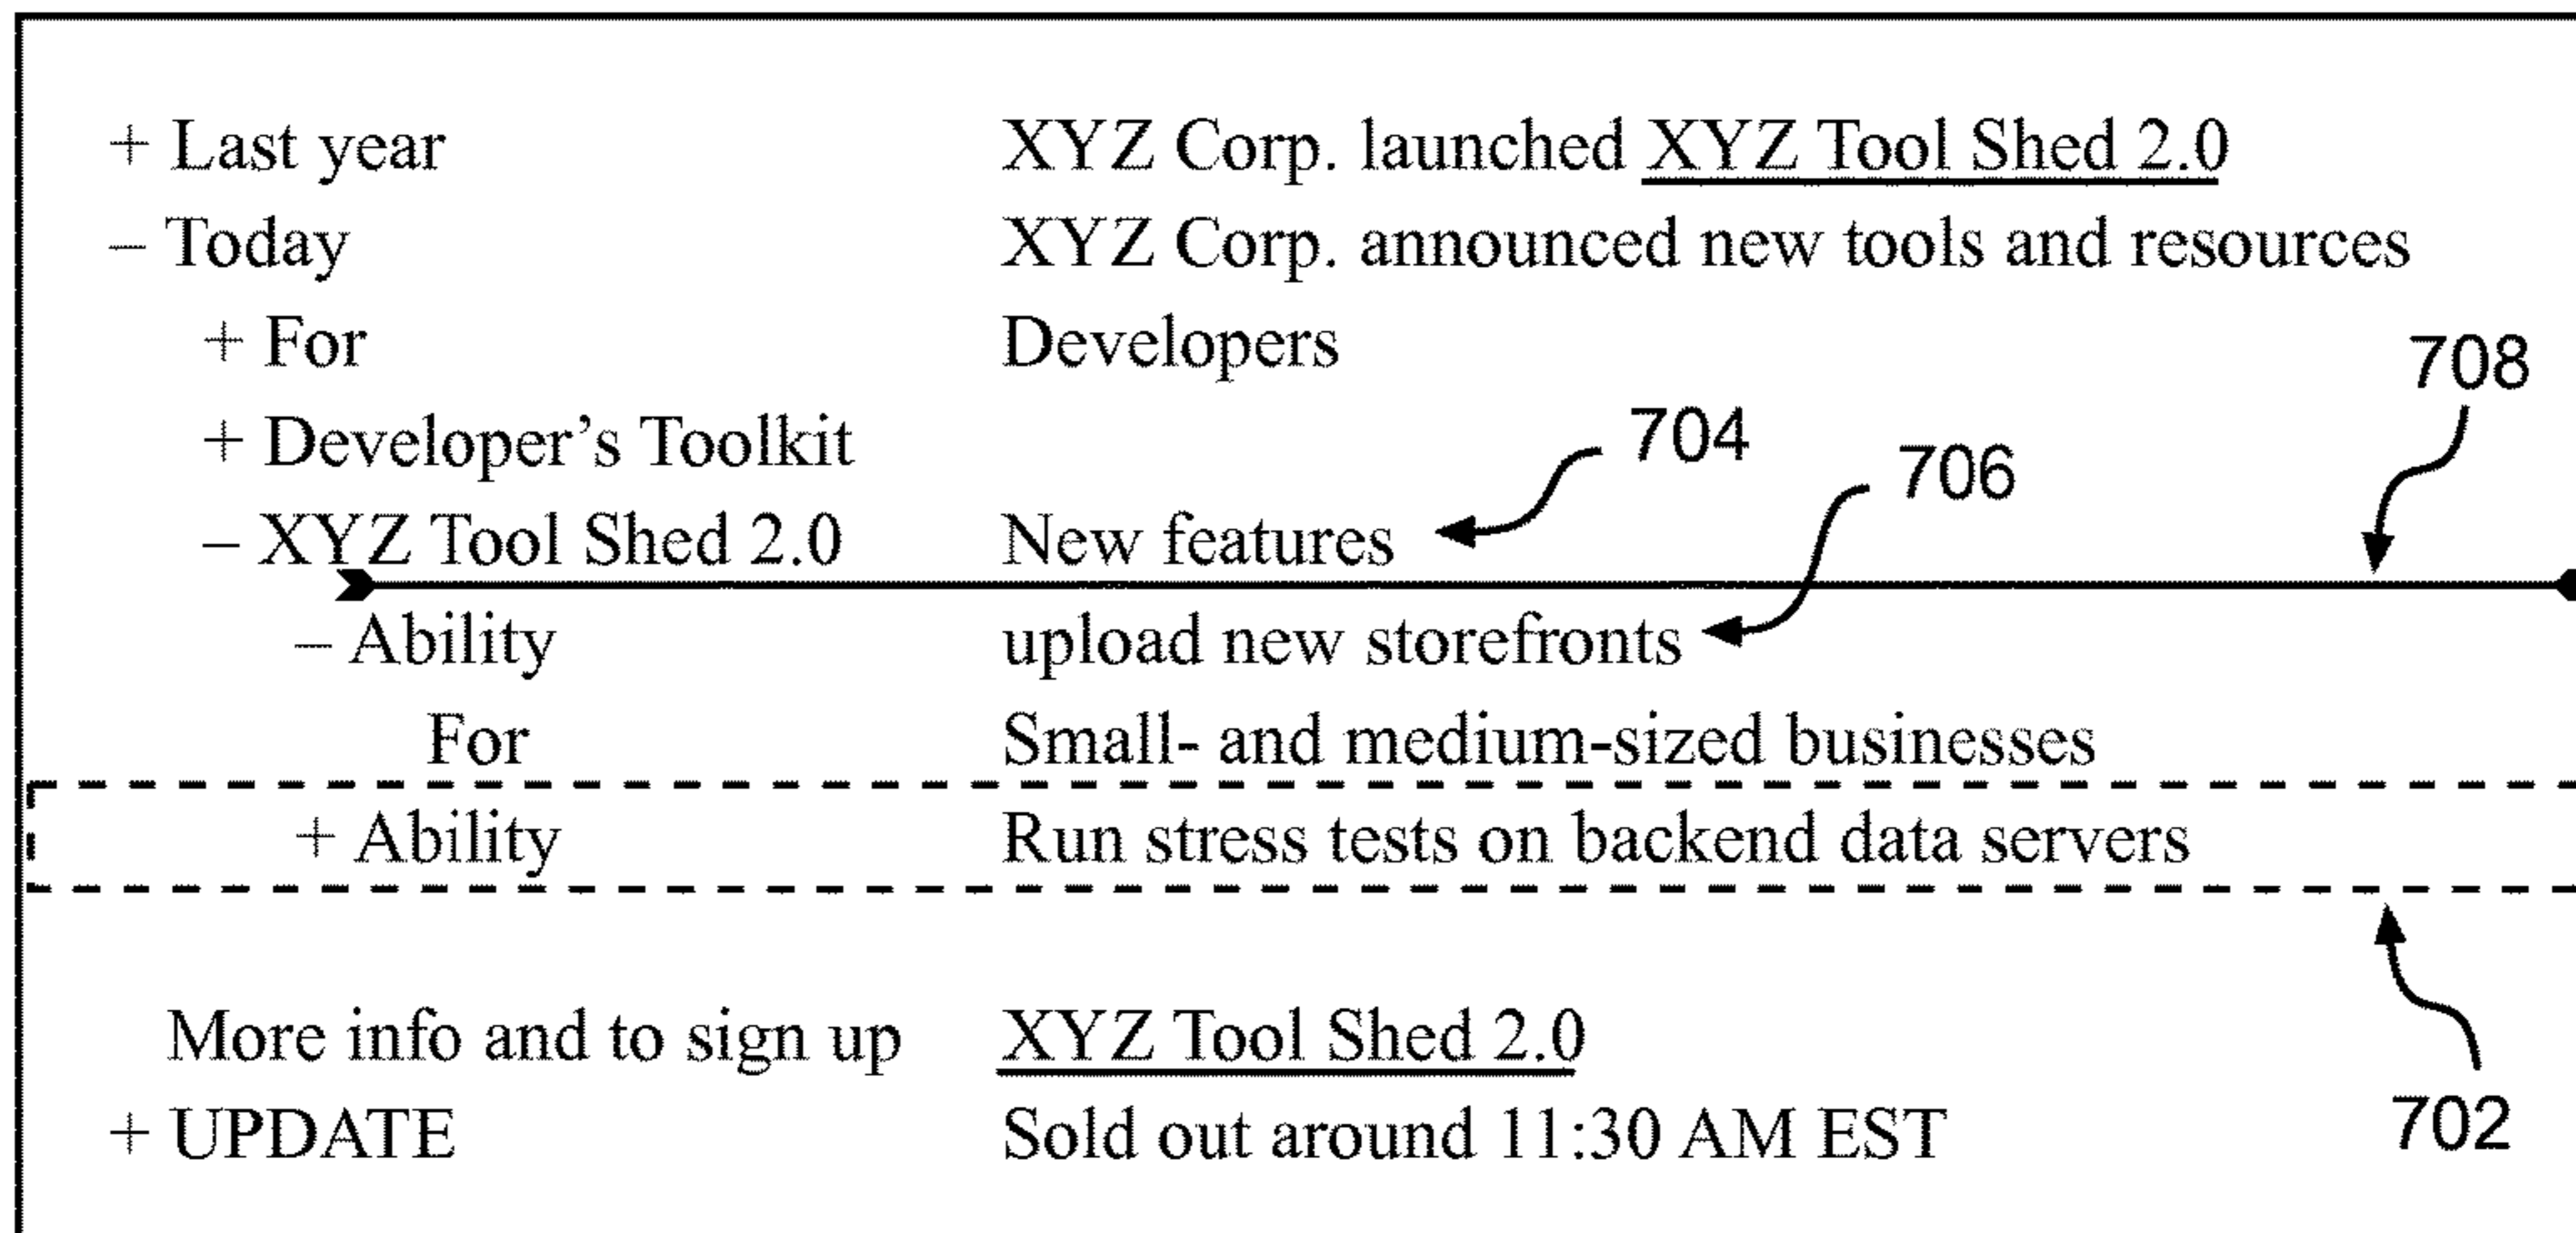 + Last year XYZ Corp. launched XYZ Tool Shed 2.0
– Today XYZ Corp. announced new tools and resources
+ For Developers
708
+ Developer’s Toolkit 704
706
– XYZ Tool Shed 2.0 New features
– Ability upload new storefronts
For Small- and medium-sized businesses
+ Ability Run stress tests on backend data servers
More info and to sign up XYZ Tool Shed 2.0
+ UPDATE Sold out around 11:30 AM EST
702